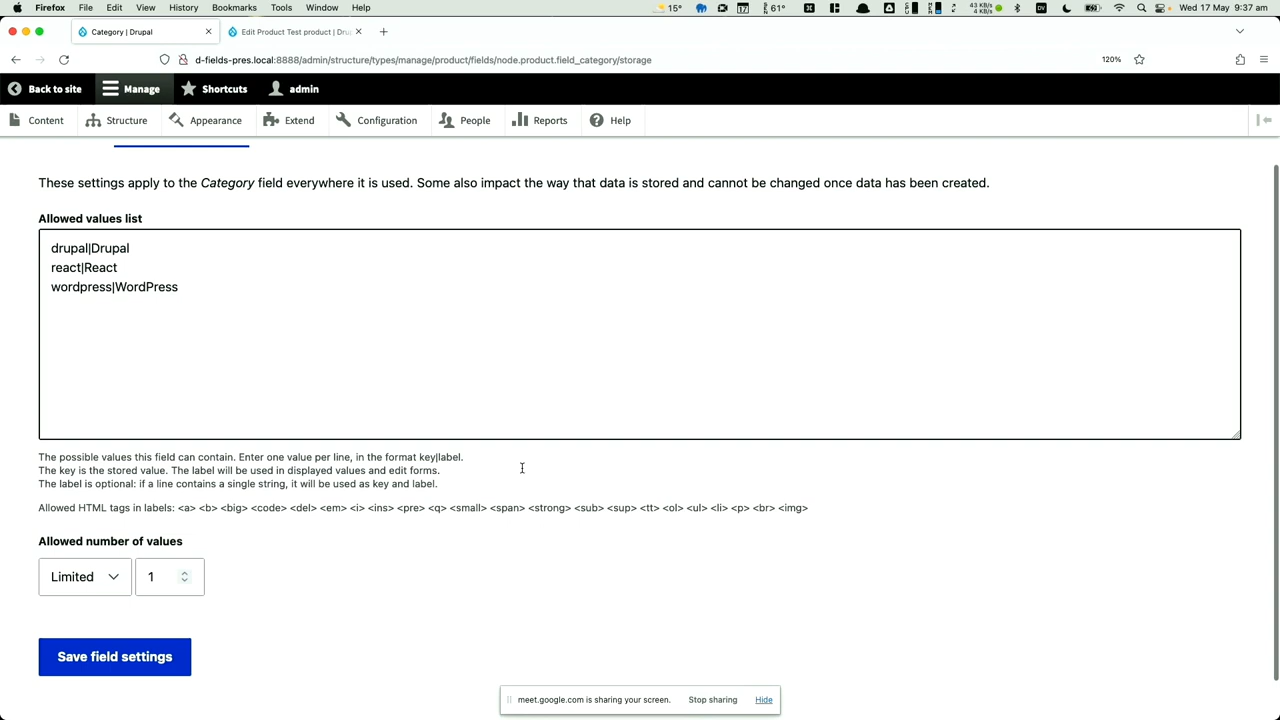 Firefox File Edit View History Bookmarks Tools Window Help 15° 17 61° 43 KB/s 4 KB/s Wed 17 May 9:37 am
Category | Drupal Edit Product Test product | Dru
d-fields-pres.local:8888/admin/structure/types/manage/product/fields/node.product.field_category/storage 120%
Back to site Manage Shortcuts admin
Content Structure Appearance Extend Configuration People Reports Help
These settings apply to the Category field everywhere it is used. Some also impact the way that data is stored and cannot be changed once data has been created.
Allowed values list
drupal|Drupal
react|React
wordpress|WordPress
The possible values this field can contain. Enter one value per line, in the format key|label.
The key is the stored value. The label will be used in displayed values and edit forms.
The label is optional: if a line contains a single string, it will be used as key and label.
Allowed HTML tags in labels: <a> <b> <big> <code> <del> <em> <i> <ins> <pre> <q> <small> <span> <strong> <sub> <sup> <tt> <ol> <ul> <li> <p> <br> <img>
Allowed number of values
Limited 1
Save field settings
meet.google.com is sharing your screen. Stop sharing Hide